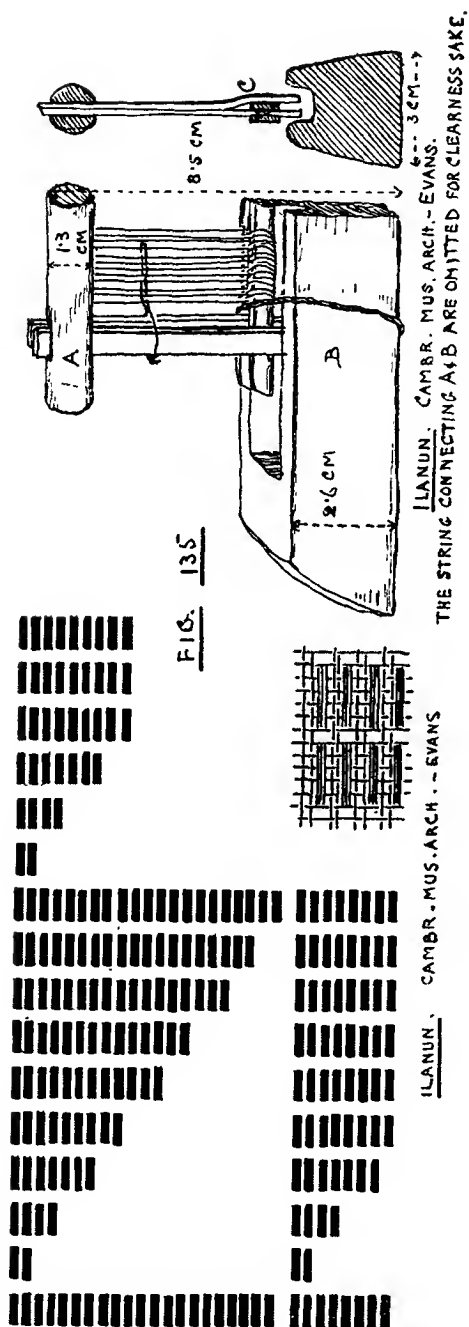 A
1.3
CM
C
8.5 CM
B
2.6 CM
<-- 3 CM -->
FIG. 135
ILANUN. CAMBR. MUS. ARCH. - EVANS.
THE STRING CONNECTING A & B ARE OMITTED FOR CLEARNESS SAKE.
ILANUN. CAMBR. MUS. ARCH. - EVANS